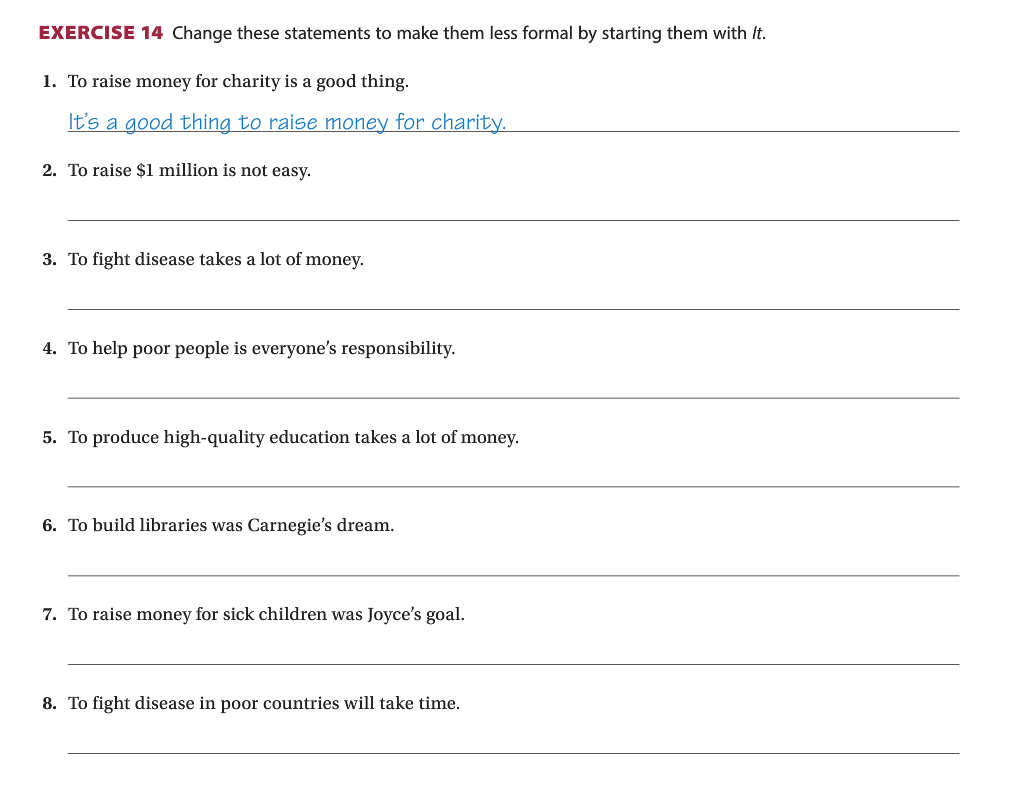 EXERCISE 14 Change these statements to make them less formal by starting them with It.
1. To raise money for charity is a good thing.
It's a good thing to raise money for charity.
2. To raise $1 million is not easy.
3. To fight disease takes a lot of money.
4. To help poor people is everyone's responsibility.
5. To produce high-quality education takes a lot of money.
6. To build libraries was Carnegie's dream.
7. To raise money for sick children was Joyce's goal.
8. To fight disease in poor countries will take time.